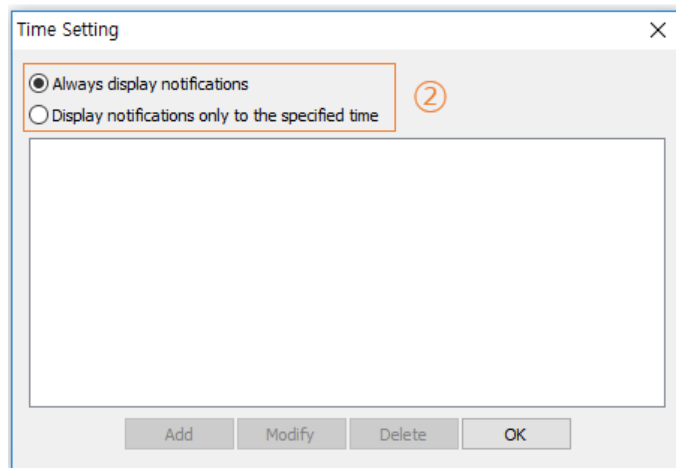 Time Setting
Always display notifications
②
Display notifications only to the specified time
Add Modify Delete OK